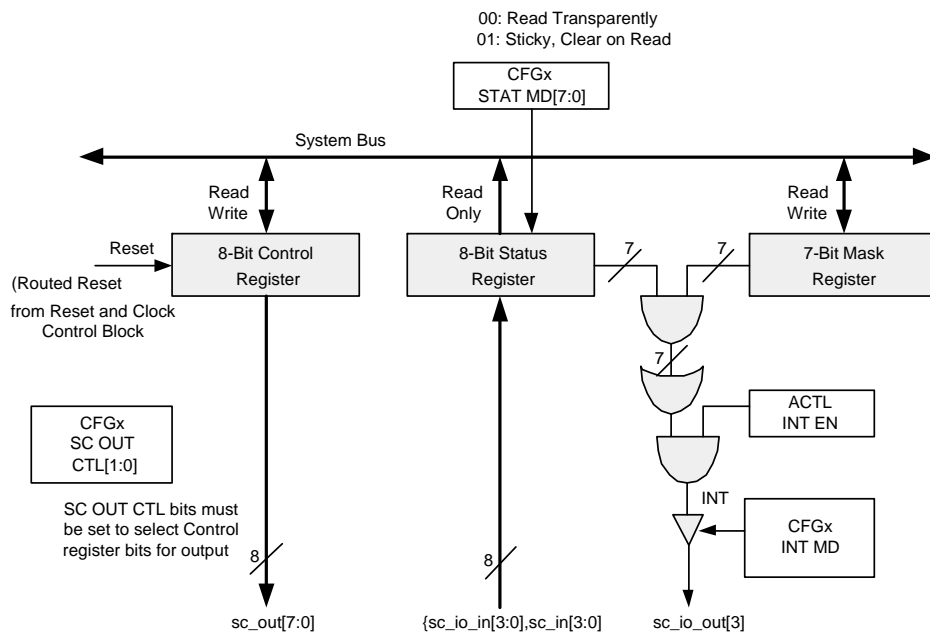 00: Read Transparently
01: Sticky, Clear on Read
CFGx
STAT MD[7:0]
System Bus
Read
Write
Read
Only
Read
Write
Reset
(Routed Reset
from Reset and Clock
Control Block
8-Bit Control
Register
8-Bit Status
Register
7
7
7-Bit Mask
Register
7
CFGx
SC OUT
CTL[1:0]
ACTL
INT EN
SC OUT CTL bits must
be set to select Control
register bits for output
INT
CFGx
INT MD
8
8
sc_out[7:0]
{sc_io_in[3:0],sc_in[3:0]
sc_io_out[3]